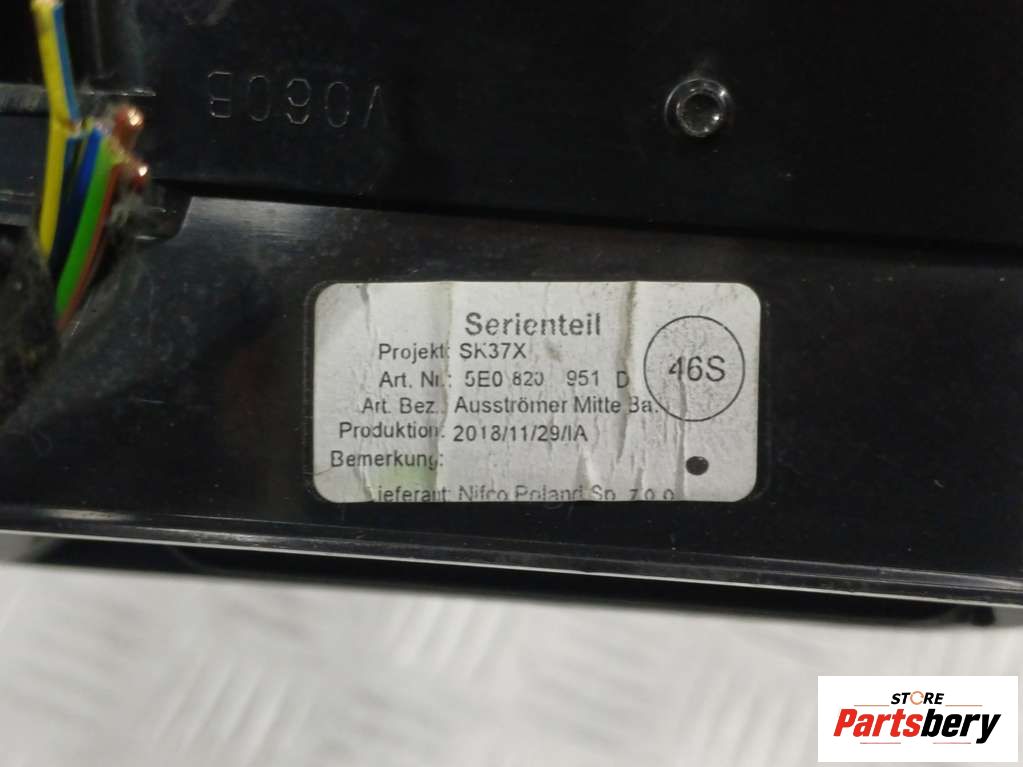 VO60B
Serienteil
Projekt: SK37X
Art. Nr.: 5E0 820 951 D
46S
Art. Bez.: Ausströmer Mitte Ba.
Produktion: 2018/11/29/IA
Bemerkung:
Lieferant: Nifco Poland Sp. z o.o
STORE
Partsbery